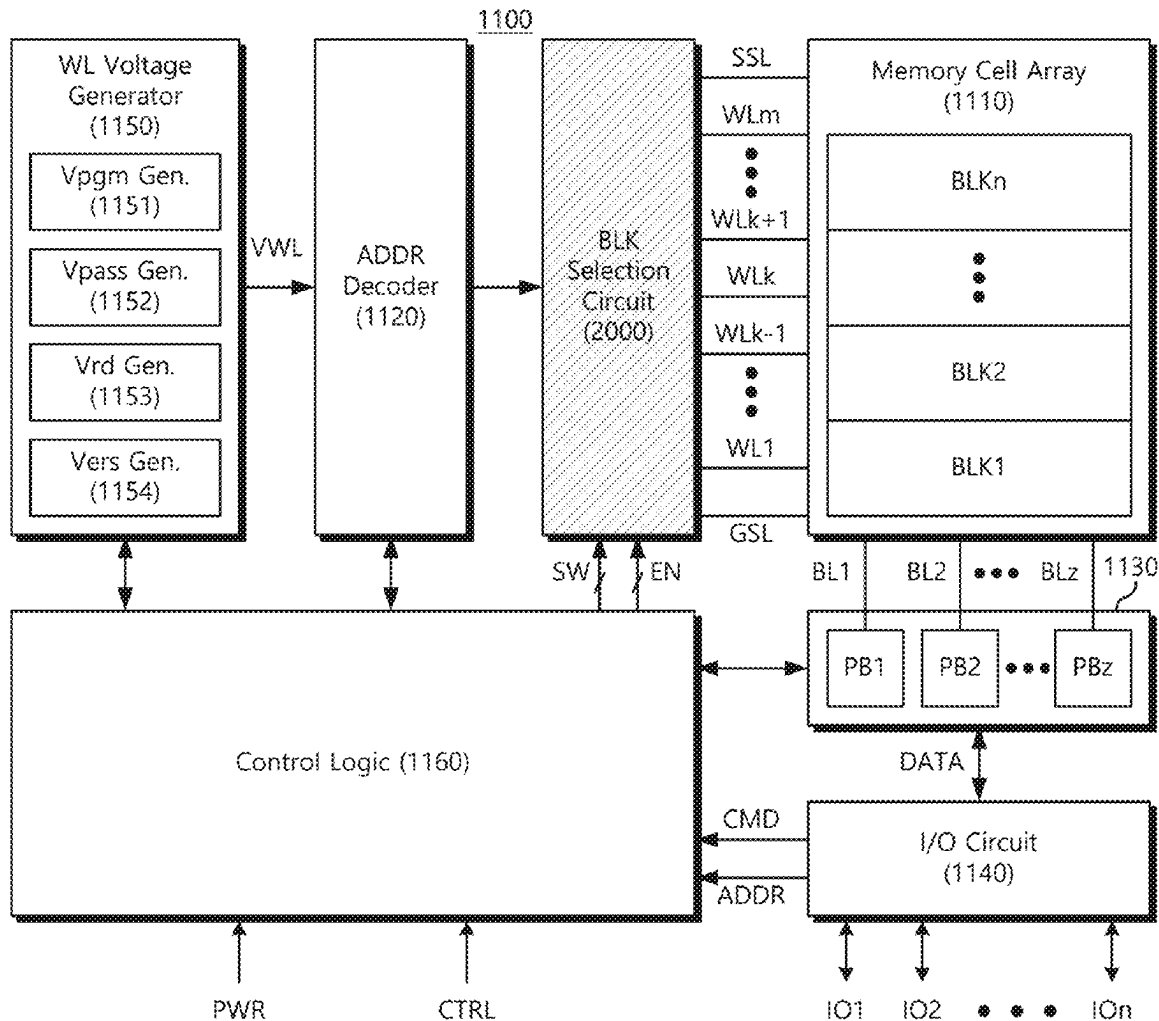 1100
WL Voltage
Generator
(1150)
Vpgm Gen.
(1151)
Vpass Gen.
(1152)
Vrd Gen.
(1153)
Vers Gen.
(1154)
VWL
ADDR
Decoder
(1120)
BLK
Selection
Circuit
(2000)
SSL
WLm
WLk+1
WLk
WLk-1
WL1
GSL
Memory Cell Array
(1110)
BLKn
BLK2
BLK1
SW
EN
BL1
BL2
BLz
1130
PB1
PB2
PBz
Control Logic (1160)
DATA
CMD
ADDR
I/O Circuit
(1140)
PWR
CTRL
IO1
IO2
IOn